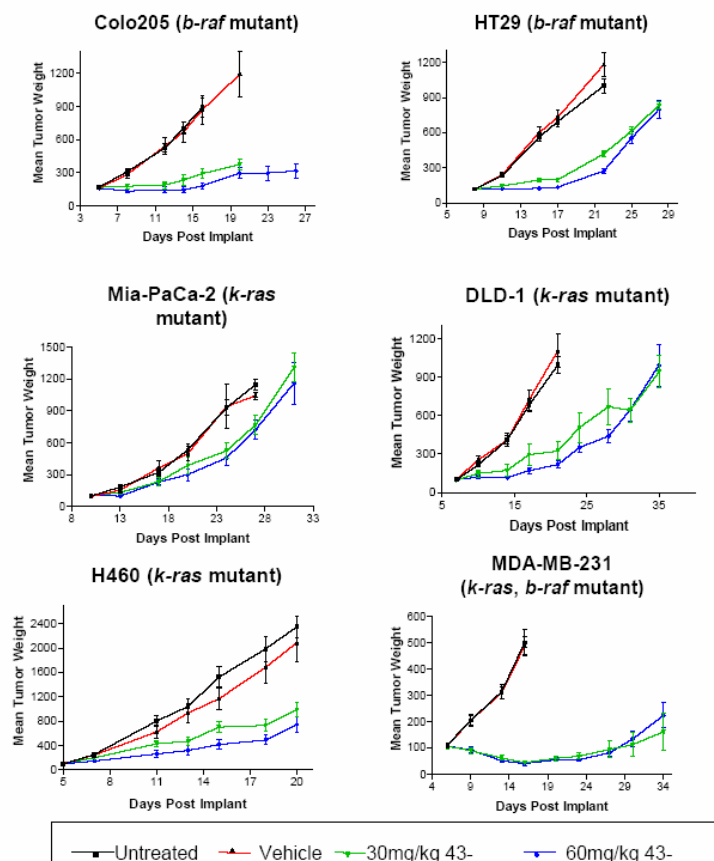 Colo205 (b-raf mutant)
Mean Tumor Weight
1200
900
600
300
0
3 7 11 15 19 23 27
Days Post Implant
HT29 (b-raf mutant)
Mean Tumor Weight
1200
900
600
300
0
5 9 13 17 21 25 29
Days Post Implant
Mia-PaCa-2 (k-ras
mutant)
Mean Tumor Weight
1500
1200
900
600
300
0
8 13 18 23 28 33
Days Post Implant
DLD-1 (k-ras mutant)
Mean Tumor Weight
1200
900
600
300
0
5 15 25 35
Days Post Implant
H460 (k-ras mutant)
Mean Tumor Weight
2400
2000
1600
1200
800
400
0
5 8 11 14 17 20
Days Post Implant
MDA-MB-231
(k-ras, b-raf mutant)
Mean Tumor Weight
600
500
400
300
200
100
0
4 9 14 19 24 29 34
Days Post Implant
Untreated Vehicle 30mg/kg 43- 60mg/kg 43-